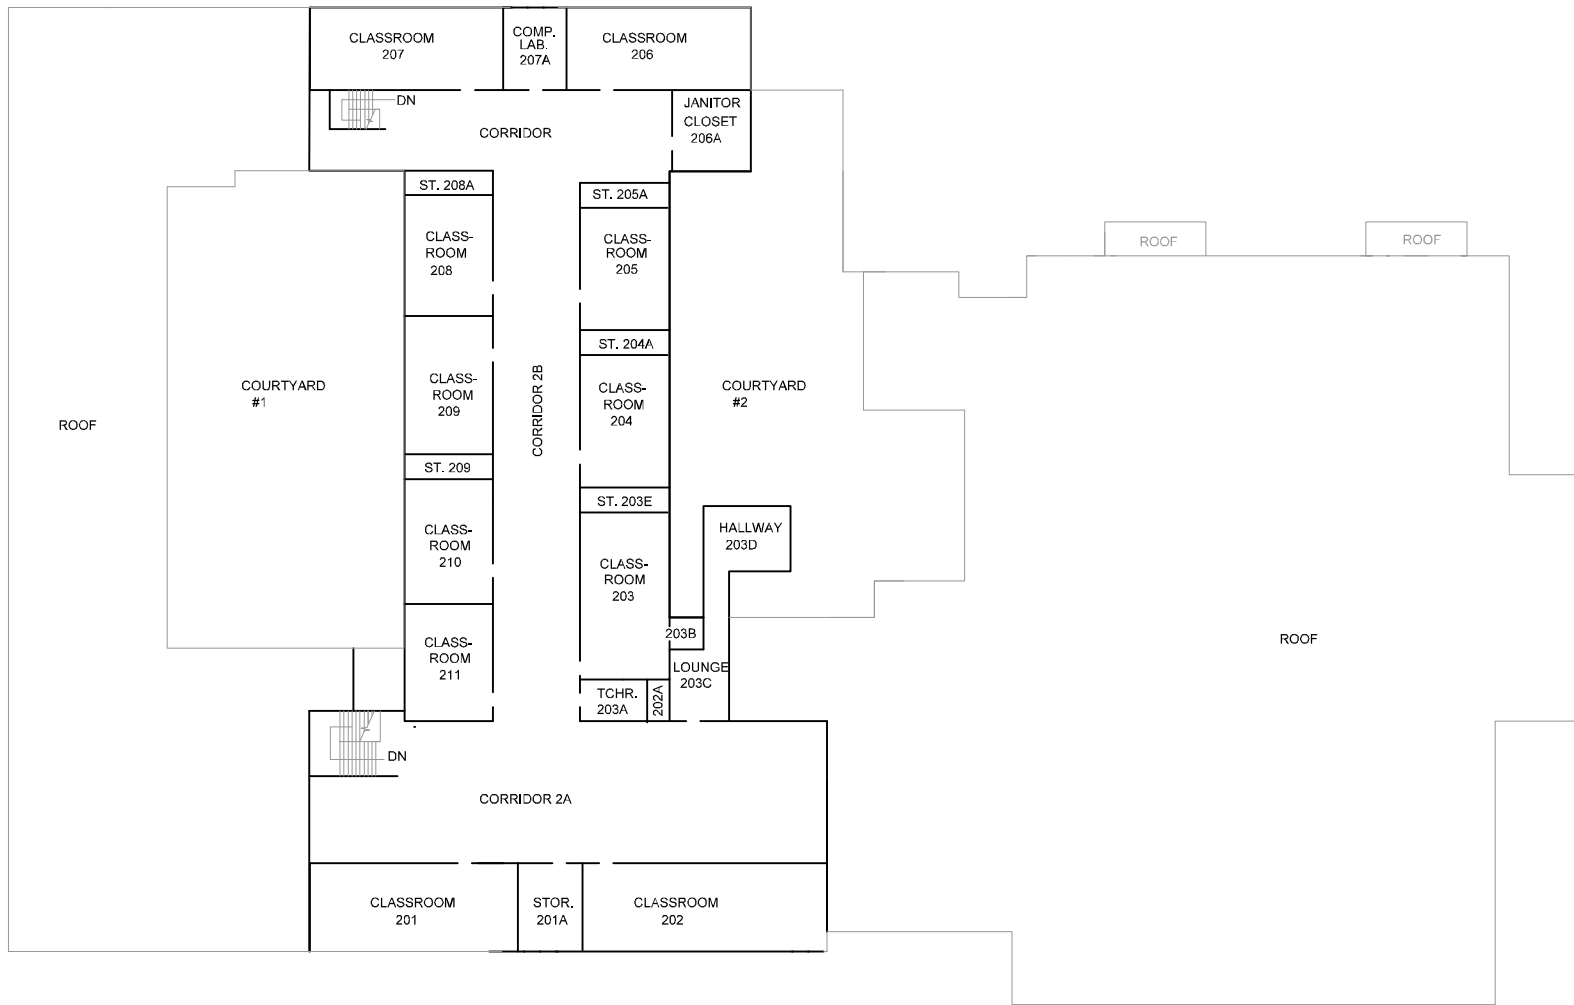 CLASSROOM
207
COMP.
LAB.
207A
CLASSROOM
206
DN
CORRIDOR
JANITOR
CLOSET
206A
ST. 208A
ST. 205A
CLASS-
ROOM
208
CLASS-
ROOM
205
ROOF
ROOF
ST. 204A
COURTYARD
#1
CLASS-
ROOM
209
CORRIDOR 2B
CLASS-
ROOM
204
COURTYARD
#2
ROOF
ST. 209
ST. 203E
CLASS-
ROOM
210
CLASS-
ROOM
203
HALLWAY
203D
CLASS-
ROOM
211
203B
LOUNGE
203C
ROOF
TCHR.
203A
202A
DN
CORRIDOR 2A
CLASSROOM
201
STOR.
201A
CLASSROOM
202